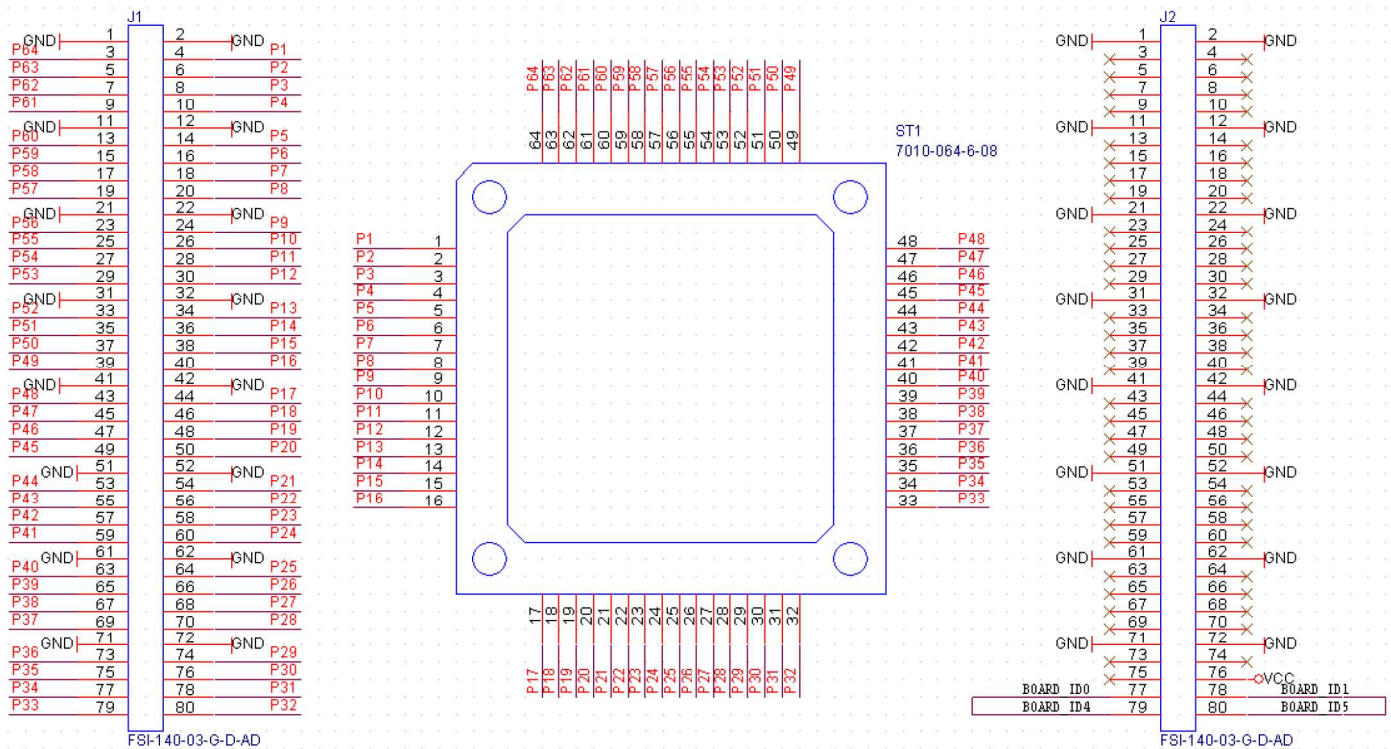 J1
GND 1 2 GND
P64 3 4 P1
P63 5 6 P2
P62 7 8 P3
P61 9 10 P4
GND 11 12 GND
P60 13 14 P5
P59 15 16 P6
P58 17 18 P7
P57 19 20 P8
GND 21 22 GND
P56 23 24 P9
P55 25 26 P10
P54 27 28 P11
P53 29 30 P12
GND 31 32 GND
P52 33 34 P13
P51 35 36 P14
P50 37 38 P15
P49 39 40 P16
GND 41 42 GND
P48 43 44 P17
P47 45 46 P18
P46 47 48 P19
P45 49 50 P20
GND 51 52 GND
P44 53 54 P21
P43 55 56 P22
P42 57 58 P23
P41 59 60 P24
GND 61 62 GND
P40 63 64 P25
P39 65 66 P26
P38 67 68 P27
P37 69 70 P28
GND 71 72 GND
P36 73 74 P29
P35 75 76 P30
P34 77 78 P31
P33 79 80 P32
FSI-140-03-G-D-AD
P64 P63 P62 P61 P60 P59 P58 P57 P56 P55 P54 P53 P52 P51 P50 P49
64 63 62 61 60 59 58 57 56 55 54 53 52 51 50 49
ST1
7010-064-6-08
P1 1 48 P48
P2 2 47 P47
P3 3 46 P46
P4 4 45 P45
P5 5 44 P44
P6 6 43 P43
P7 7 42 P42
P8 8 41 P41
P9 9 40 P40
P10 10 39 P39
P11 11 38 P38
P12 12 37 P37
P13 13 36 P36
P14 14 35 P35
P15 15 34 P34
P16 16 33 P33
17 18 19 20 21 22 23 24 25 26 27 28 29 30 31 32
P17 P18 P19 P20 P21 P22 P23 P24 P25 P26 P27 P28 P29 P30 P31 P32
J2
GND 1 2 GND
3 4
5 6
7 8
9 10
GND 11 12 GND
13 14
15 16
17 18
19 20
GND 21 22 GND
23 24
25 26
27 28
29 30
GND 31 32 GND
33 34
35 36
37 38
39 40
GND 41 42 GND
43 44
45 46
47 48
49 50
GND 51 52 GND
53 54
55 56
57 58
59 60
GND 61 62 GND
63 64
65 66
67 68
69 70
GND 71 72 GND
73 74
75 76 VCC
BOARD_ID0 77 78 BOARD_ID1
BOARD_ID4 79 80 BOARD_ID5
FSI-140-03-G-D-AD